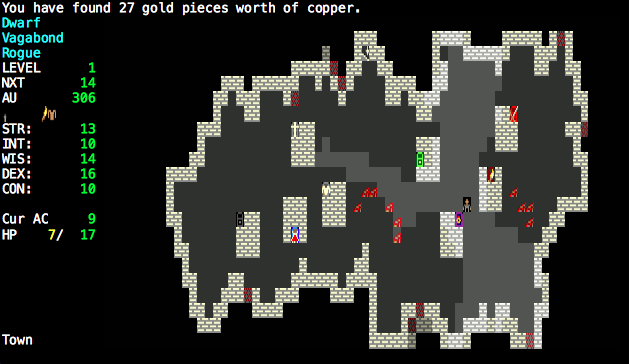 You have found 27 gold pieces worth of copper.
Dwarf
Vagabond
Rogue
LEVEL 1
NXT 14
AU 306
STR: 13
INT: 10
WIS: 14
DEX: 16
CON: 10
Cur AC 9
HP 7/ 17
Town